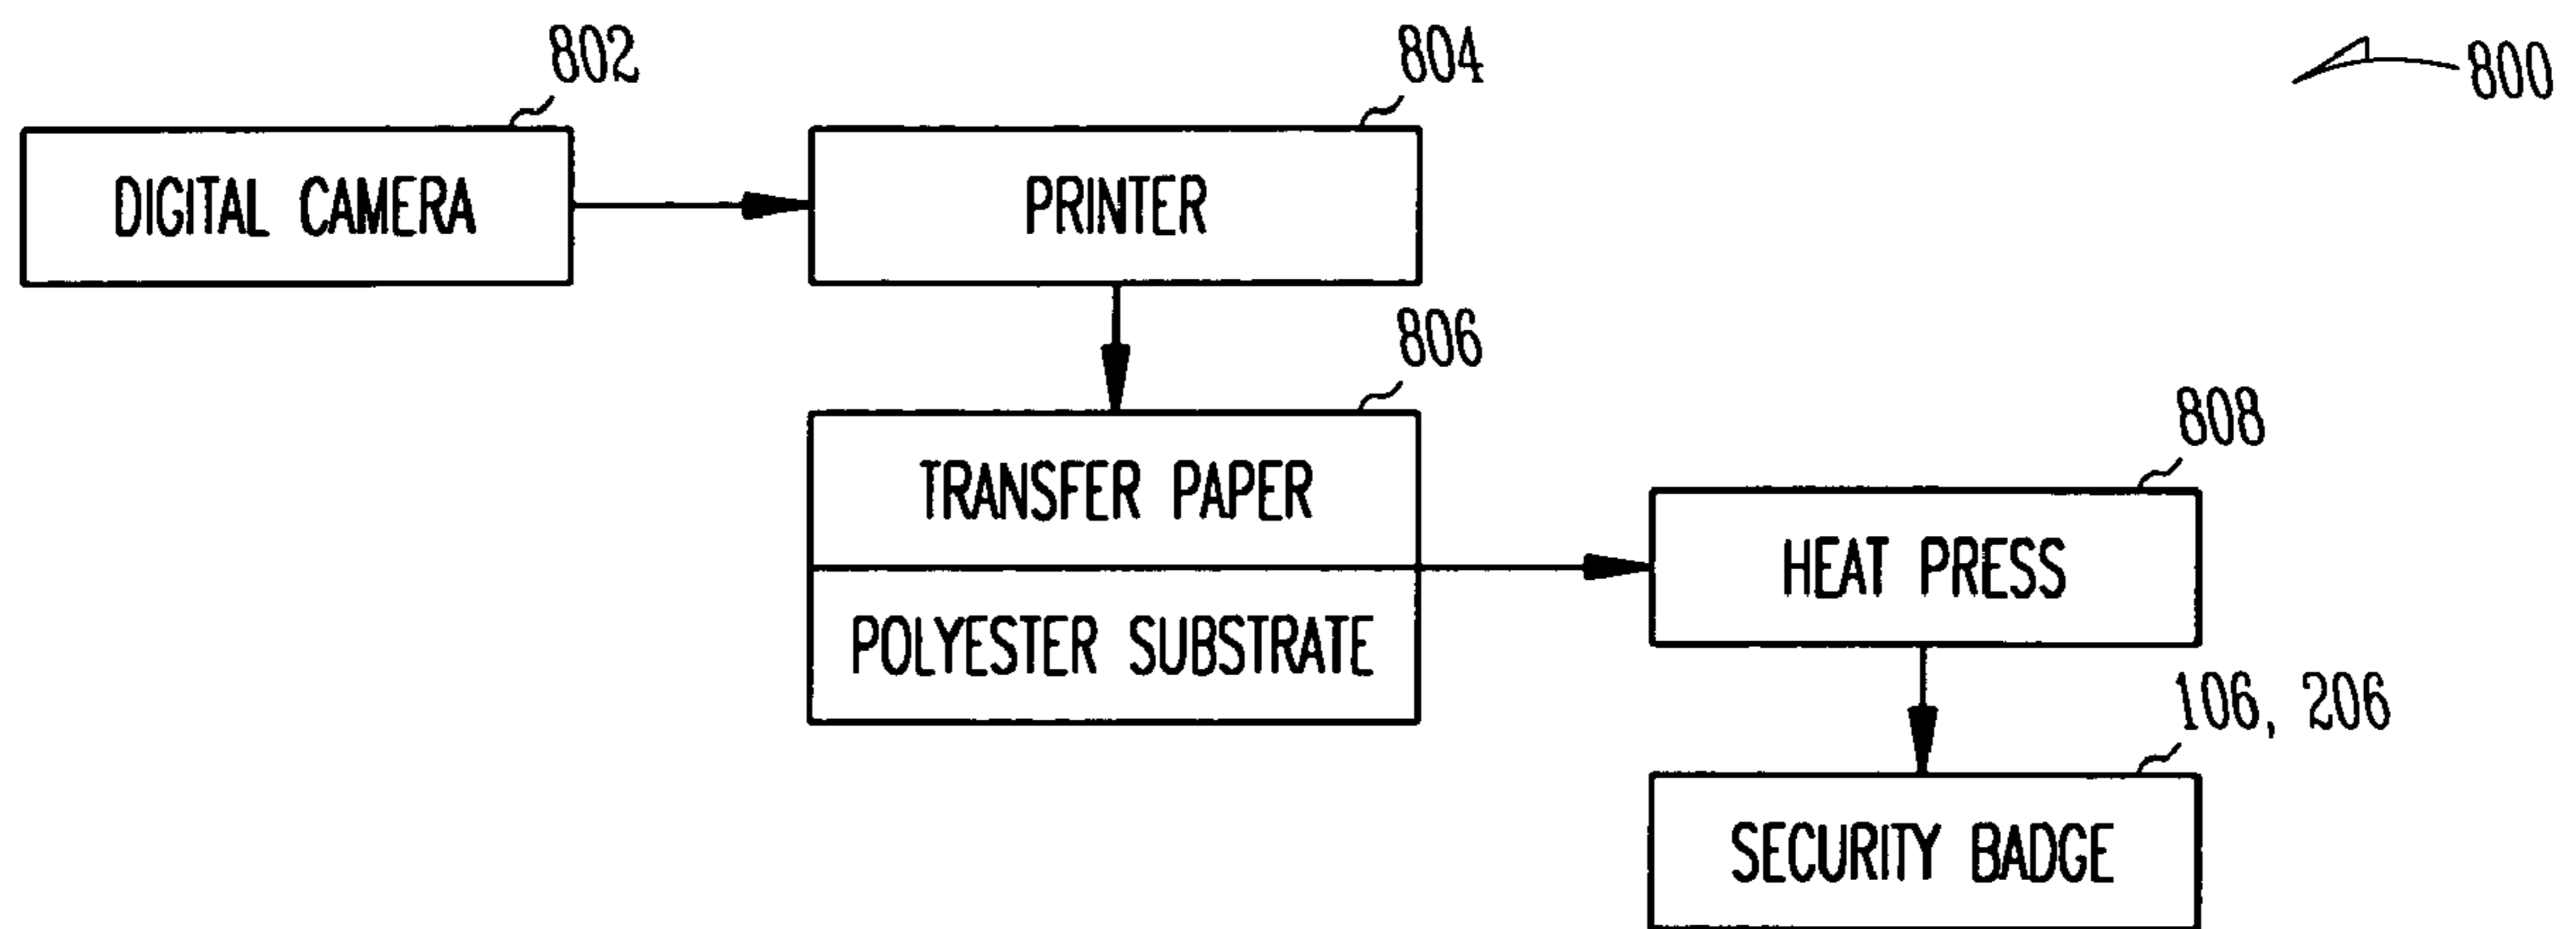 802
804
800
DIGITAL CAMERA
PRINTER
806
TRANSFER PAPER
808
HEAT PRESS
POLYESTER SUBSTRATE
106, 206
SECURITY BADGE